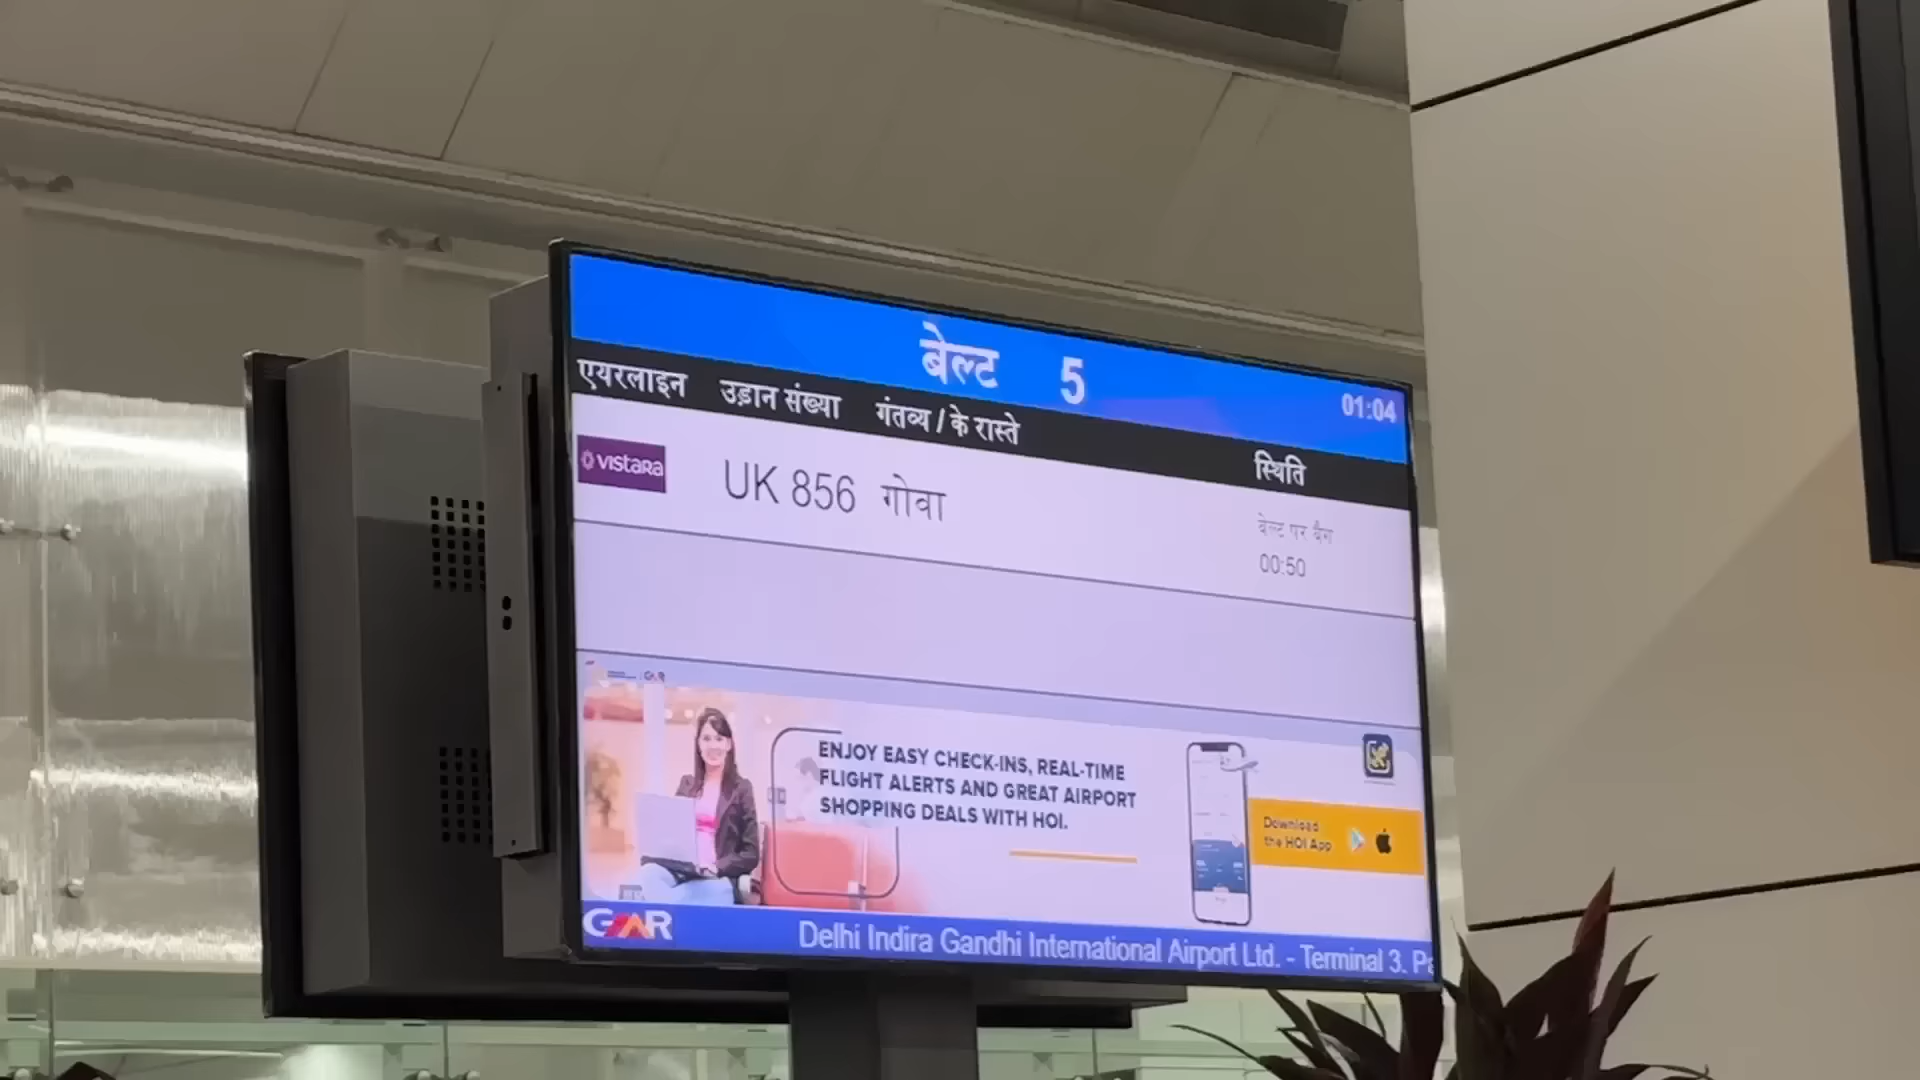 बेल्ट 5
01:04
एयरलाइन उड़ान संख्या गंतव्य / के रास्ते स्थिति
VISTARA UK 856 गोवा बेल्ट पर बैग
00:50
ENJOY EASY CHECK-INS, REAL-TIME
FLIGHT ALERTS AND GREAT AIRPORT
SHOPPING DEALS WITH HOI.
Download
the HOI App
GMR Delhi Indira Gandhi International Airport Ltd. - Terminal 3. Pa